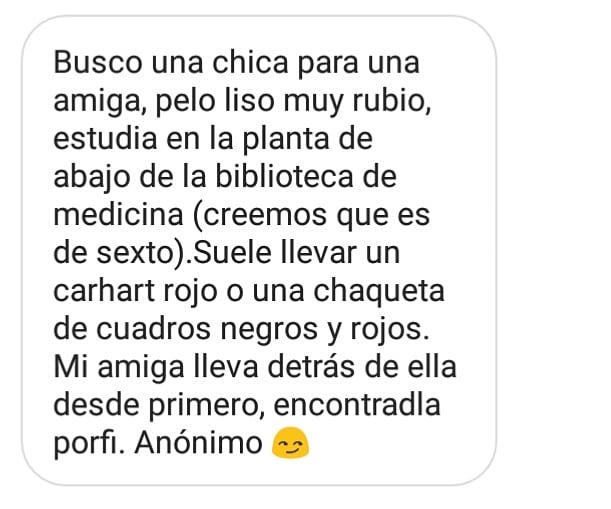 Busco una chica para una
amiga, pelo liso muy rubio,
estudia en la planta de
abajo de la biblioteca de
medicina (creemos que es
de sexto).Suele llevar un
carhart rojo o una chaqueta
de cuadros negros y rojos.
Mi amiga lleva detrás de ella
desde primero, encontradla
porfi. Anónimo 😏